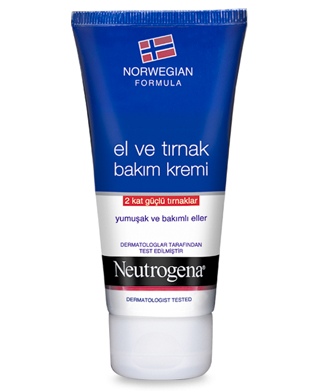 NORWEGIAN
FORMULA
el ve tırnak
bakım kremi
2 kat güçlü tırnaklar
yumuşak ve bakımlı eller
DERMATOLOGLAR TARAFINDAN
TEST EDİLMİŞTİR
Neutrogena®
DERMATOLOGIST TESTED